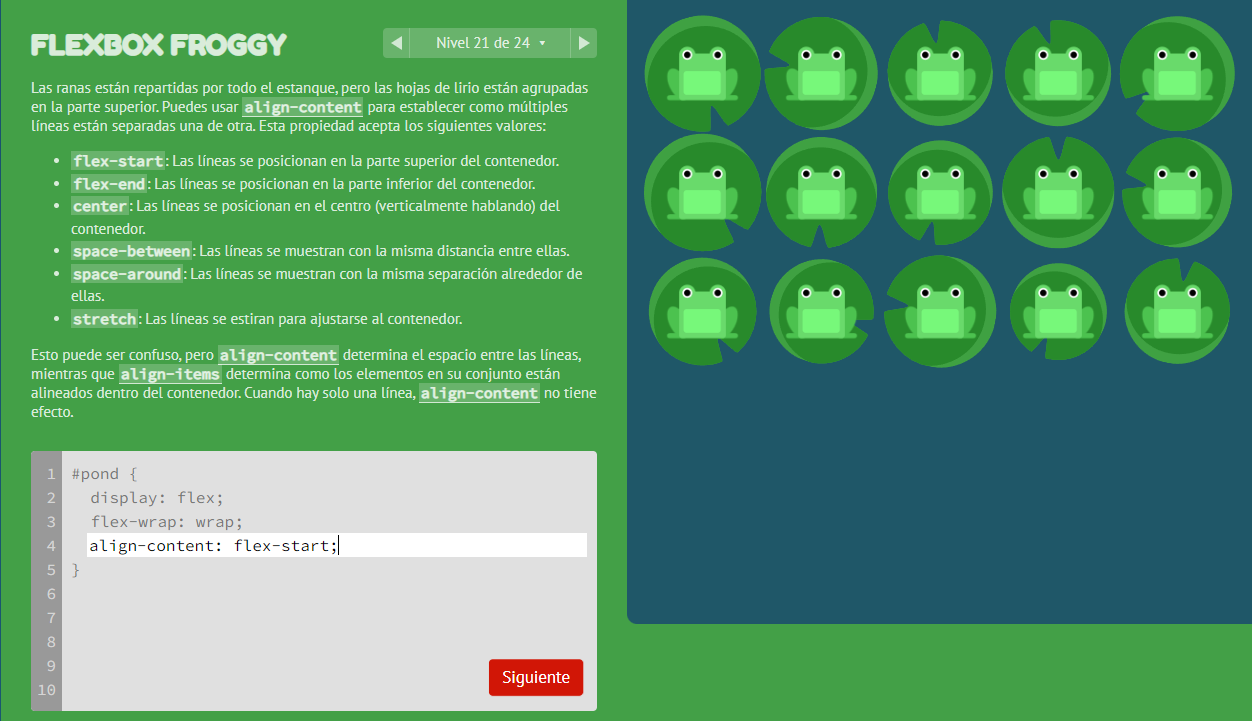 FLEXBOX FROGGY
Nivel 21 de 24
Las ranas están repartidas por todo el estanque, pero las hojas de lirio están agrupadas
en la parte superior. Puedes usar align-content para establecer como múltiples
líneas están separadas una de otra. Esta propiedad acepta los siguientes valores:
• flex-start: Las líneas se posicionan en la parte superior del contenedor.
• flex-end: Las líneas se posicionan en la parte inferior del contenedor.
• center: Las líneas se posicionan en el centro (verticalmente hablando) del
contenedor.
• space-between: Las líneas se muestran con la misma distancia entre ellas.
• space-around: Las líneas se muestran con la misma separación alrededor de
ellas.
• stretch: Las líneas se estiran para ajustarse al contenedor.
Esto puede ser confuso, pero align-content determina el espacio entre las líneas,
mientras que align-items determina como los elementos en su conjunto están
alineados dentro del contenedor. Cuando hay solo una línea, align-content no tiene
efecto.
1 #pond {
2 display: flex;
3 flex-wrap: wrap;
4 align-content: flex-start;
5 }
6
7
8
9
10
Siguiente